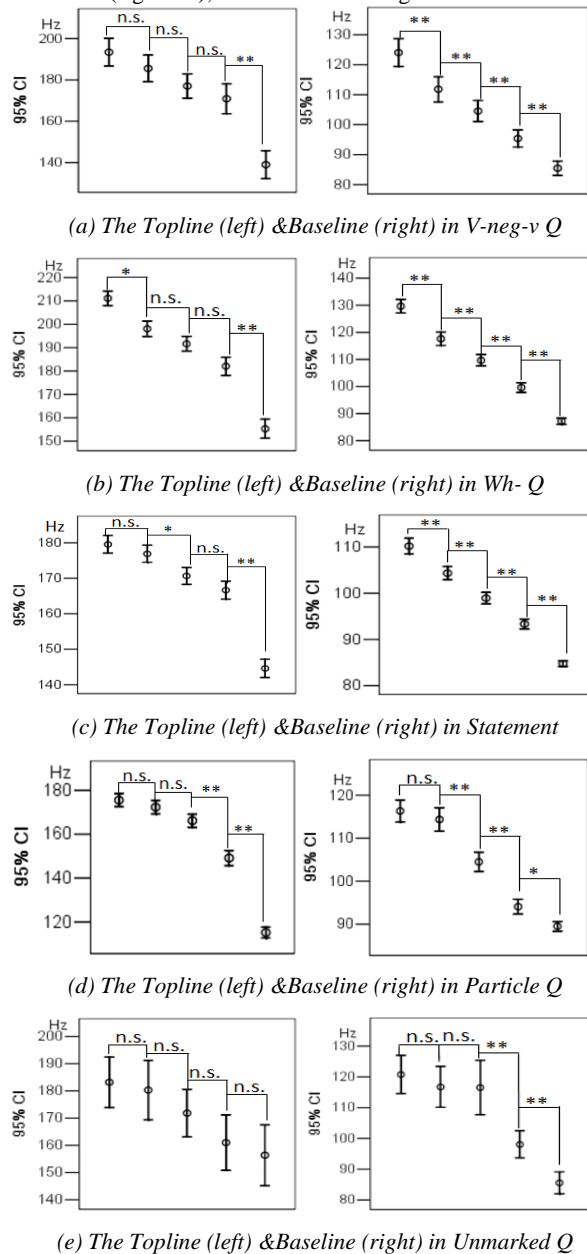 Hz
95% CI
200
180
160
140
n.s.
n.s.
n.s.
**
Hz
95% CI
130
120
110
100
90
80
**
**
**
**
(a) The Topline (left) &Baseline (right) in V-neg-v Q
Hz
95% CI
220
210
200
190
180
170
160
150
*
n.s.
n.s.
**
Hz
95% CI
140
130
120
110
100
90
80
**
**
**
**
(b) The Topline (left) &Baseline (right) in Wh- Q
Hz
95% CI
180
170
160
150
140
n.s.
*
n.s.
**
Hz
95% CI
110
100
90
80
**
**
**
**
(c) The Topline (left) &Baseline (right) in Statement
Hz
95% CI
180
160
140
120
n.s.
n.s.
**
**
Hz
95% CI
120
110
100
90
n.s.
**
**
*
(d) The Topline (left) &Baseline (right) in Particle Q
Hz
95% CI
200
190
180
170
160
150
140
n.s.
n.s.
n.s.
n.s.
Hz
95% CI
130
120
110
100
90
80
n.s.
n.s.
**
**
(e) The Topline (left) &Baseline (right) in Unmarked Q